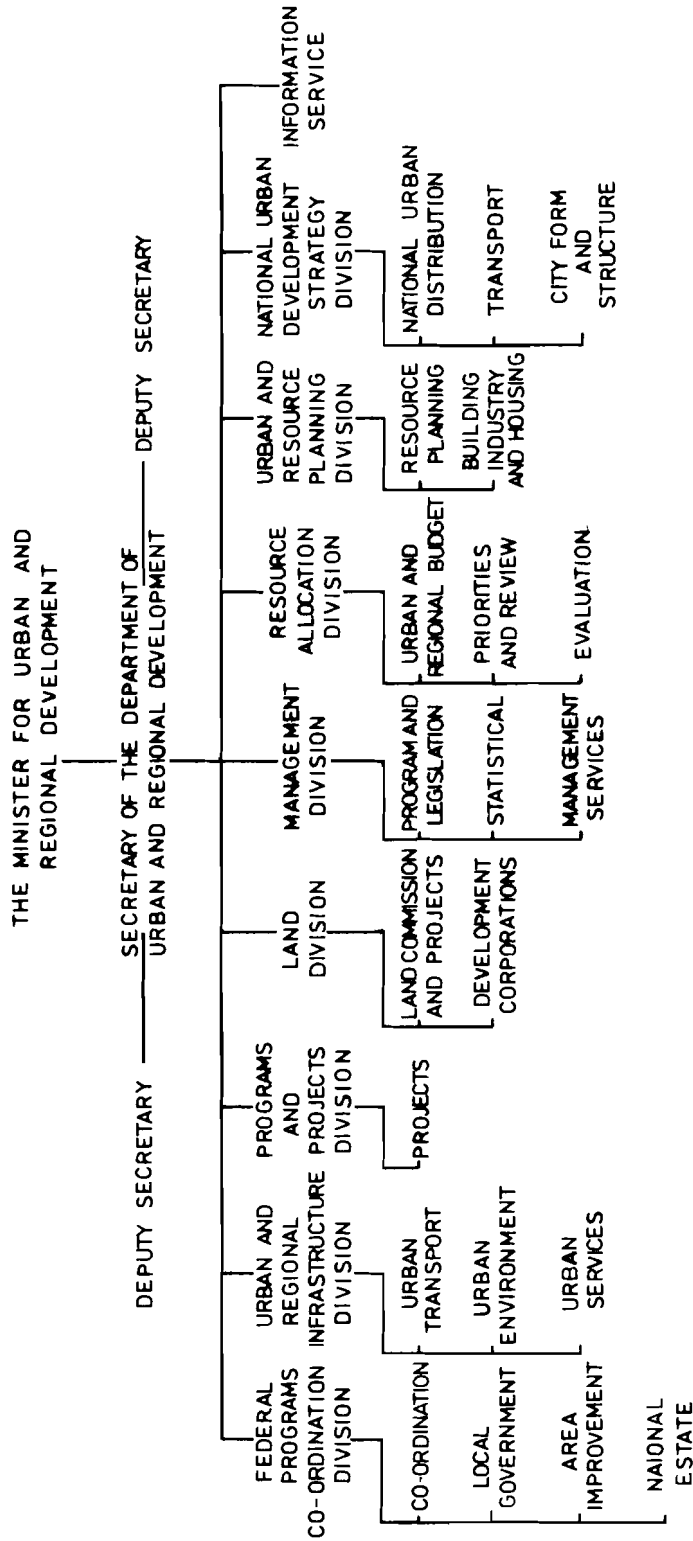 THE MINISTER FOR URBAN AND
REGIONAL DEVELOPMENT
DEPUTY SECRETARY
SECRETARY OF THE DEPARTMENT OF
URBAN AND REGIONAL DEVELOPMENT
DEPUTY SECRETARY
FEDERAL
PROGRAMS
CO-ORDINATION
DIVISION
CO-ORDINATION
LOCAL
GOVERNMENT
AREA
IMPROVEMENT
NAIONAL
ESTATE
URBAN AND
REGIONAL
INFRASTRUCTURE
DIVISION
URBAN
TRANSPORT
URBAN
ENVIRONMENT
URBAN
SERVICES
PROGRAMS
AND
PROJECTS
DIVISION
PROJECTS
LAND
DIVISION
LAND COMMISSION
AND PROJECTS
DEVELOPMENT
CORPORATIONS
MANAGEMENT
DIVISION
PROGRAM AND
LEGISLATION
STATISTICAL
MANAGEMENT
SERVICES
RESOURCE
ALLOCATION
DIVISION
URBAN AND
REGIONAL BUDGET
PRIORITIES
AND REVIEW
EVALUATION
URBAN AND
RESOURCE
PLANNING
DIVISION
RESOURCE
PLANNING
BUILDING
INDUSTRY
AND HOUSING
NATIONAL URBAN
DEVELOPMENT
STRATEGY
DIVISION
NATIONAL URBAN
DISTRIBUTION
TRANSPORT
CITY FORM
AND
STRUCTURE
INFORMATION
SERVICE